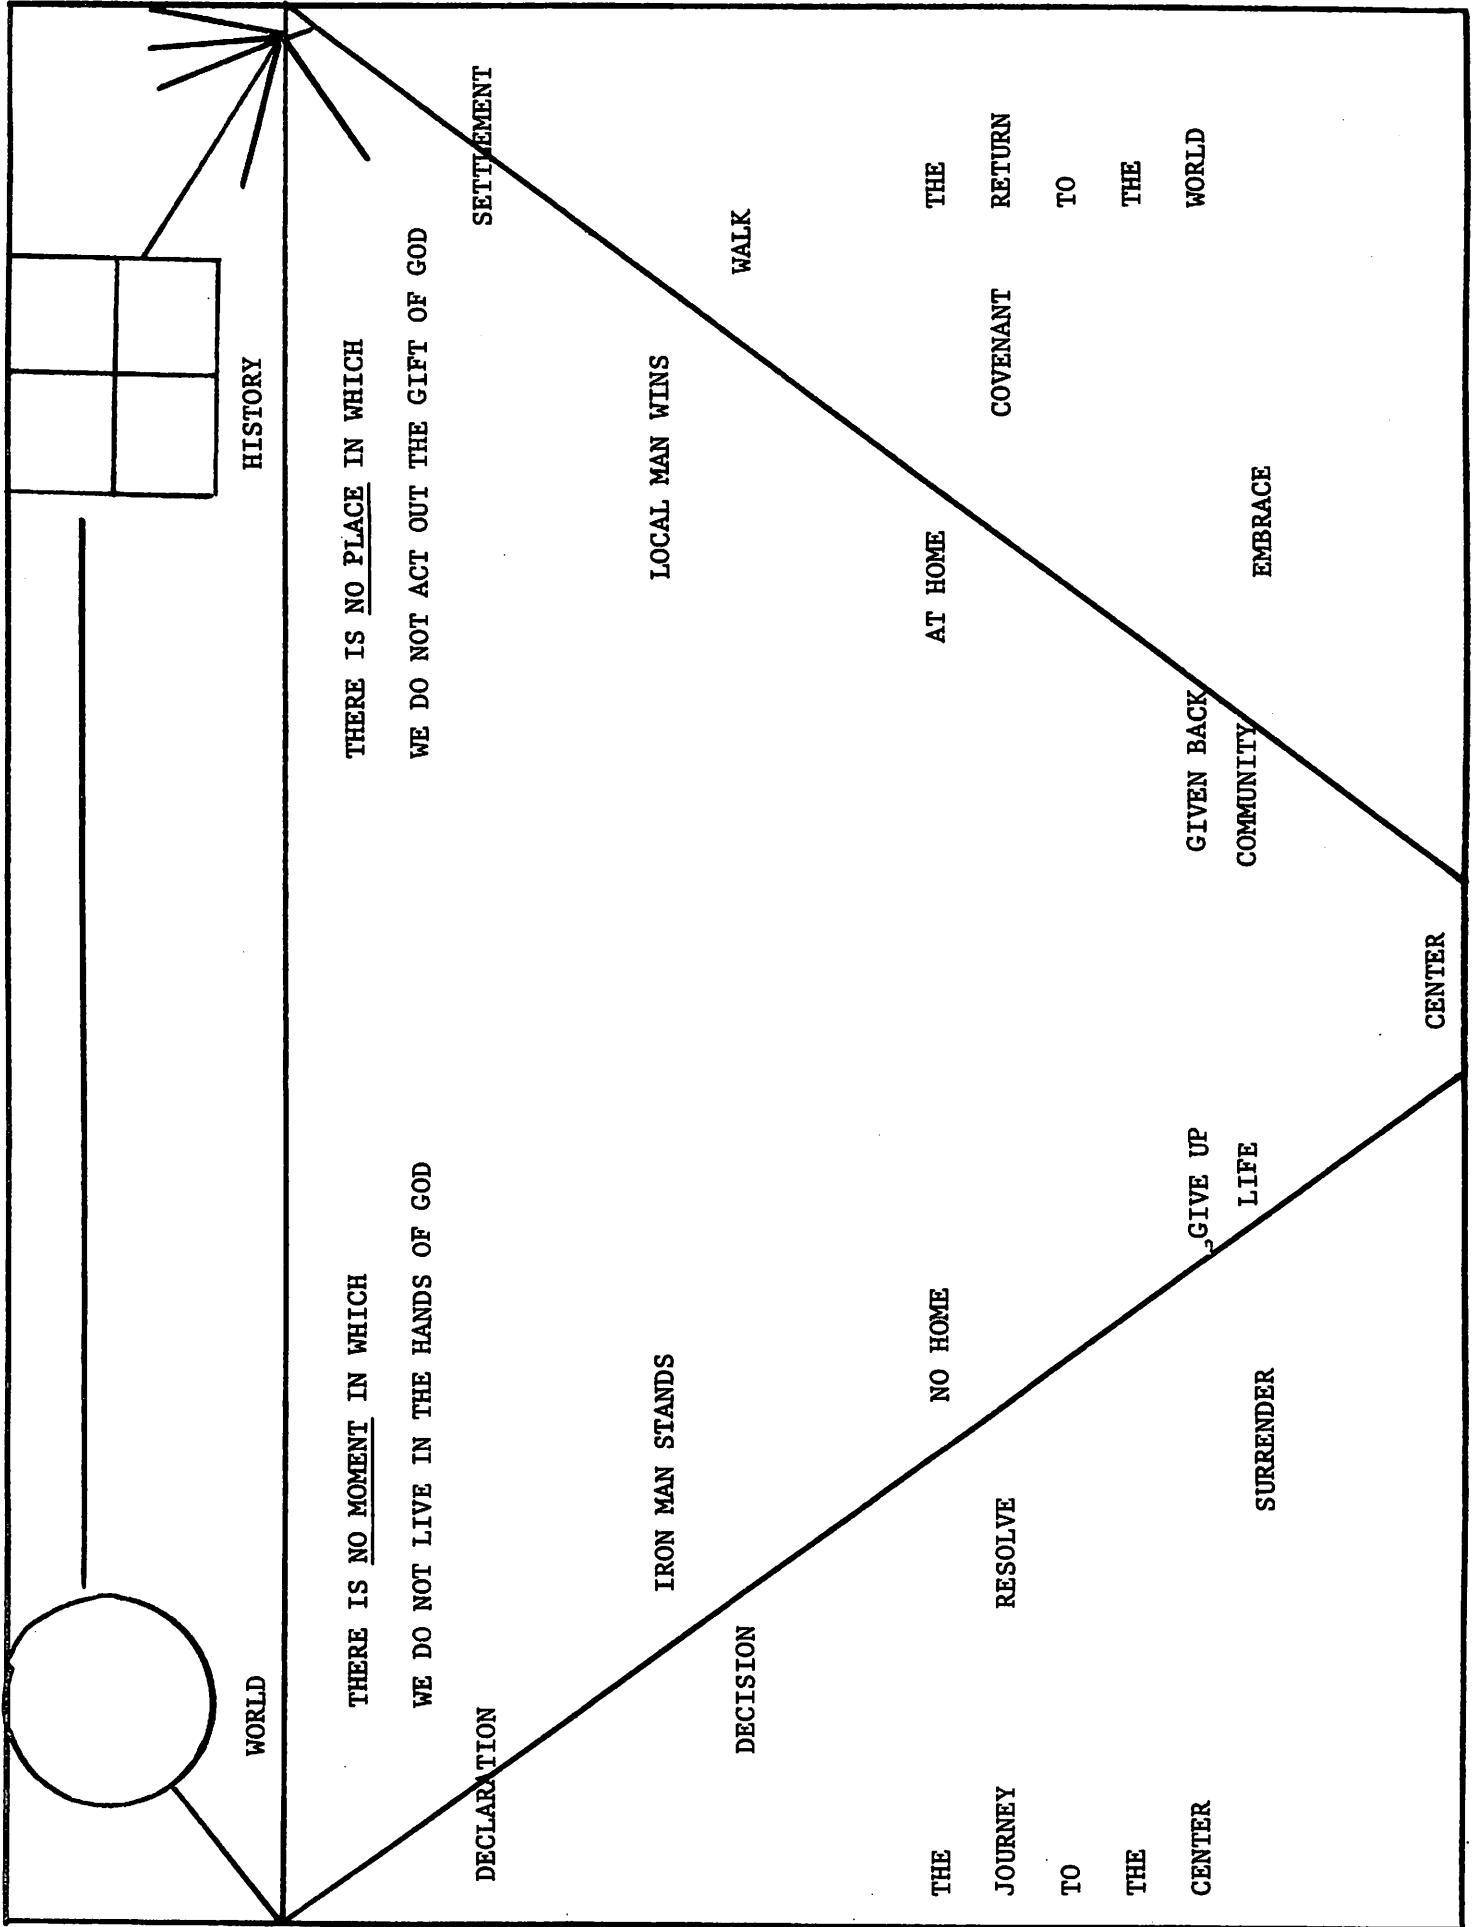 WORLD
HISTORY
THERE IS NO MOMENT IN WHICH
WE DO NOT LIVE IN THE HANDS OF GOD
THERE IS NO PLACE IN WHICH
WE DO NOT ACT OUT THE GIFT OF GOD
DECLARATION
SETTLEMENT
IRON MAN STANDS
LOCAL MAN WINS
DECISION
WALK
NO HOME
AT HOME
THE
JOURNEY
TO
THE
CENTER
RESOLVE
COVENANT
THE
RETURN
TO
THE
WORLD
GIVE UP
LIFE
GIVEN BACK
COMMUNITY
SURRENDER
EMBRACE
CENTER